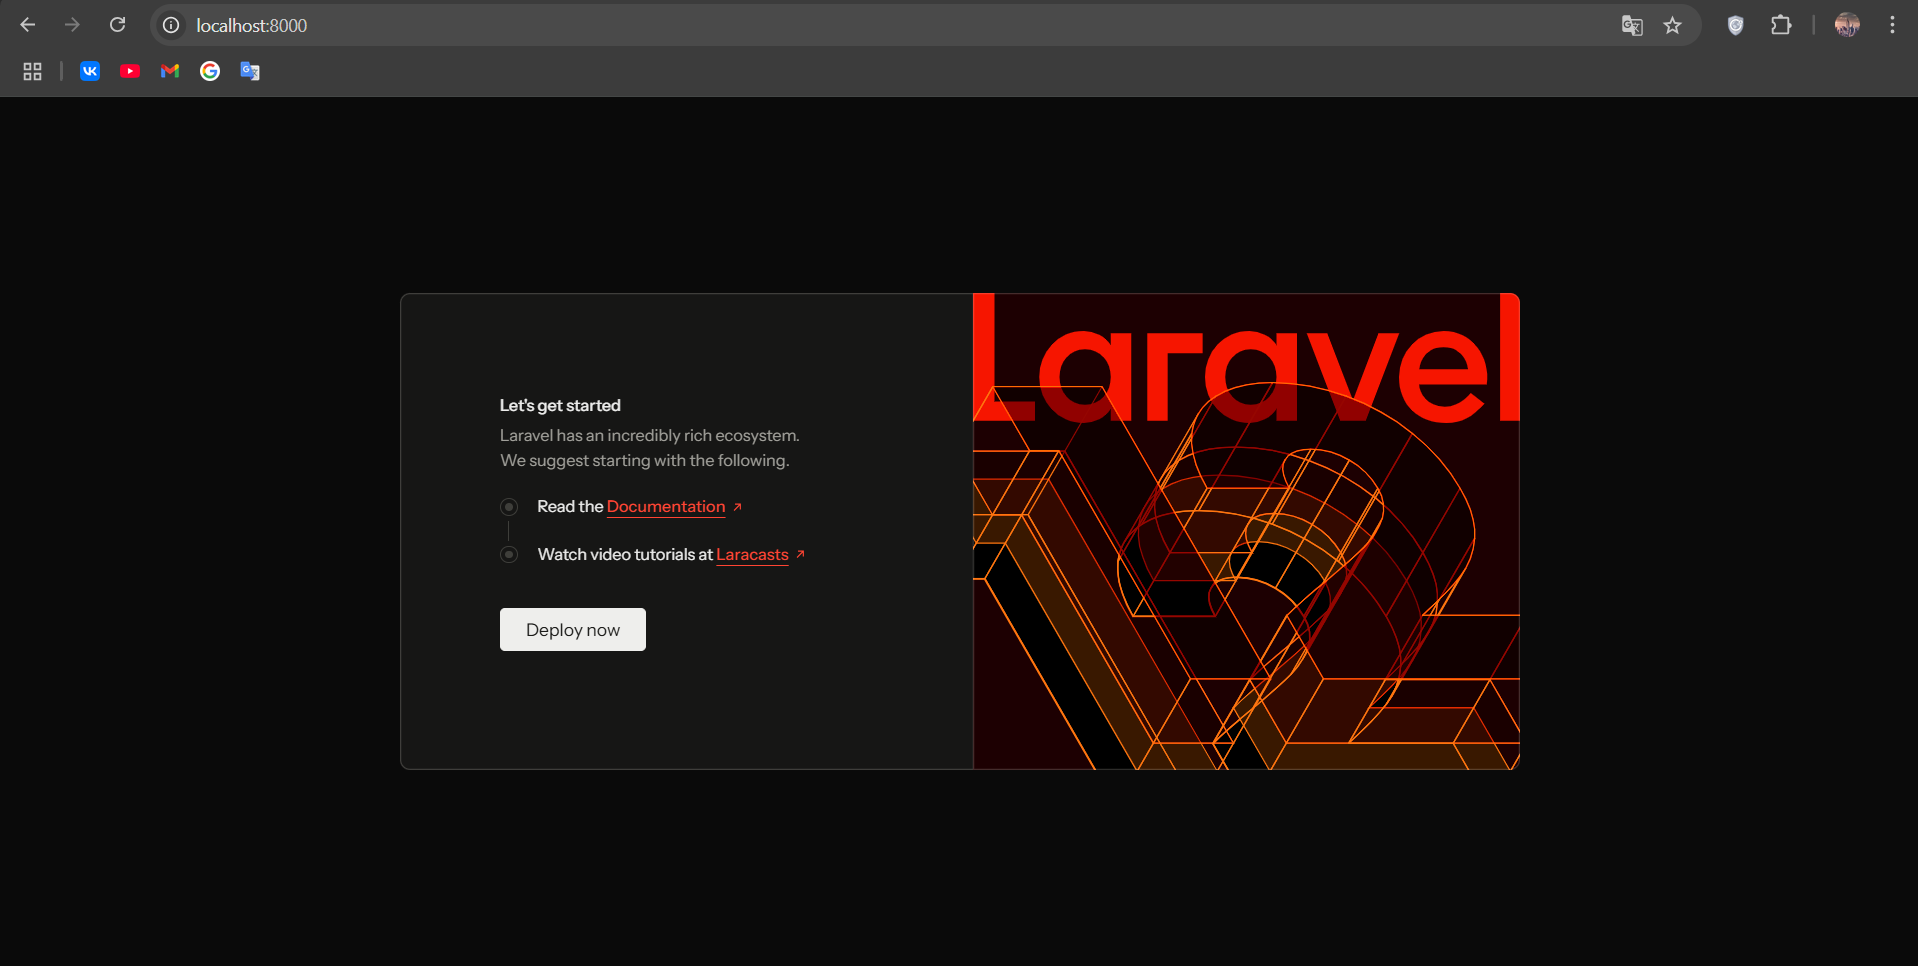 localhost:8000
Laravel
Let's get started
Laravel has an incredibly rich ecosystem.
We suggest starting with the following.
Read the Documentation
Watch video tutorials at Laracasts
Deploy now